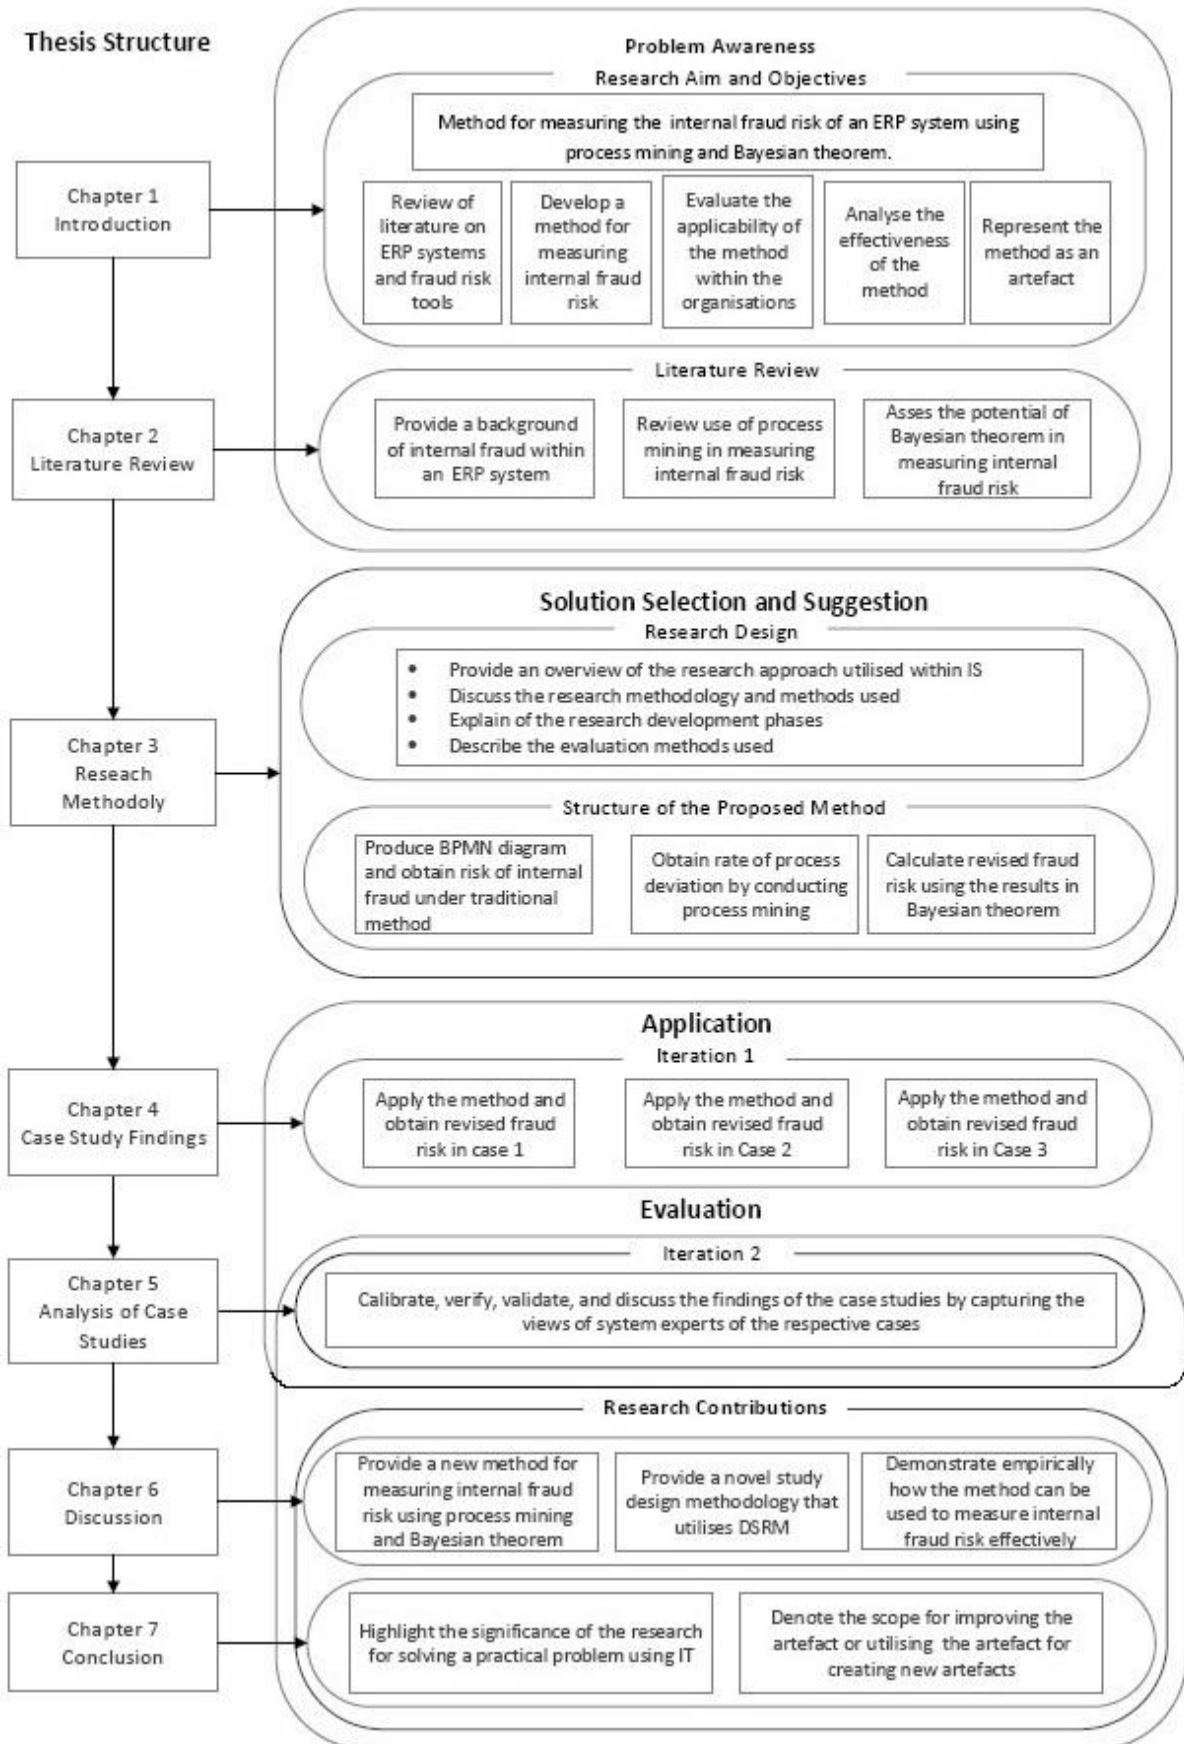 Thesis Structure
Problem Awareness
Research Aim and Objectives
Method for measuring the internal fraud risk of an ERP system using
process mining and Bayesian theorem.
Chapter 1
Introduction
Review of
literature on
ERP systems
and fraud risk
tools
Develop a
method for
measuring
internal fraud
risk
Evaluate the
applicability of
the method
within the
organisations
Analyse the
effectiveness
of the
method
Represent the
method as an
artefact
Literature Review
Chapter 2
Literature Review
Provide a background
of internal fraud within
an ERP system
Review use of process
mining in measuring
internal fraud risk
Asses the potential of
Bayesian theorem in
measuring internal
fraud risk
Solution Selection and Suggestion
Research Design
• Provide an overview of the research approach utilised within IS
• Discuss the research methodology and methods used
• Explain of the research development phases
• Describe the evaluation methods used
Chapter 3
Reseach
Methodoly
Structure of the Proposed Method
Produce BPMN diagram
and obtain risk of internal
fraud under traditional
method
Obtain rate of process
deviation by conducting
process mining
Calculate revised fraud
risk using the results in
Bayesian theorem
Application
Iteration 1
Chapter 4
Case Study Findings
Apply the method and
obtain revised fraud
risk in case 1
Apply the method and
obtain revised fraud
risk in Case 2
Apply the method and
obtain revised fraud
risk in Case 3
Evaluation
Iteration 2
Chapter 5
Analysis of Case
Studies
Calibrate, verify, validate, and discuss the findings of the case studies by capturing the
views of system experts of the respective cases
Research Contributions
Chapter 6
Discussion
Provide a new method for
measuring internal fraud
risk using process mining
and Bayesian theorem
Provide a novel study
design methodology that
utilises DSRM
Demonstrate empirically
how the method can be
used to measure internal
fraud risk effectively
Chapter 7
Conclusion
Highlight the significance of the research
for solving a practical problem using IT
Denote the scope for improving the
artefact or utilising the artefact for
creating new artefacts